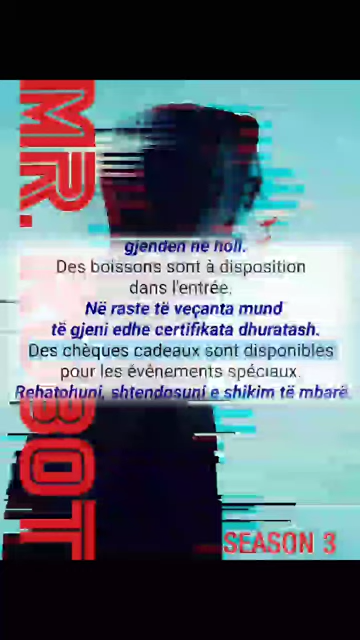 MR. ROBOT
gjenden në holl.
Des boissons sont à disposition
dans l'entrée.
Në raste të veçanta mund
të gjeni edhe certifikata dhuratash.
Des chèques cadeaux sont disponibles
pour les événements spéciaux.
Rehatohuni, shtendosuni e shikim të mbarë.
SEASON 3